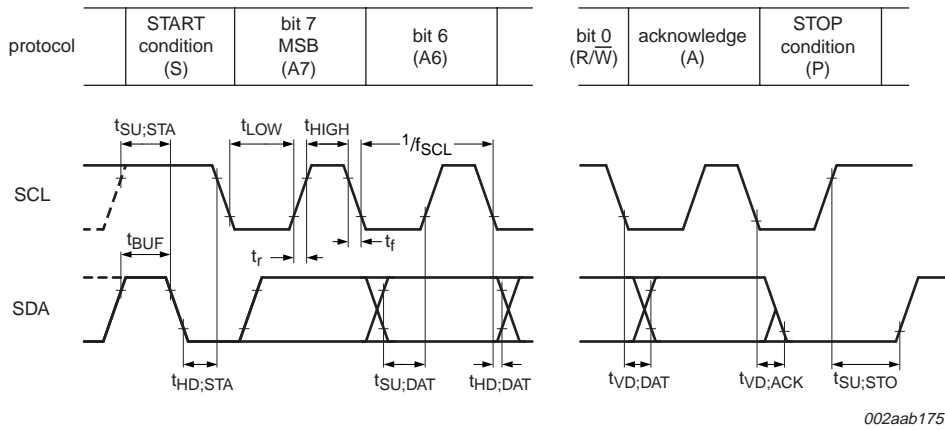 protocol
START
condition
(S)
bit 7
MSB
(A7)
bit 6
(A6)
bit 0
(R/W̅)
acknowledge
(A)
STOP
condition
(P)
tSU;STA
tLOW
tHIGH
1/fSCL
SCL
tBUF
tr
tf
SDA
tHD;STA
tSU;DAT
tHD;DAT
tVD;DAT
tVD;ACK
tSU;STO
002aab175